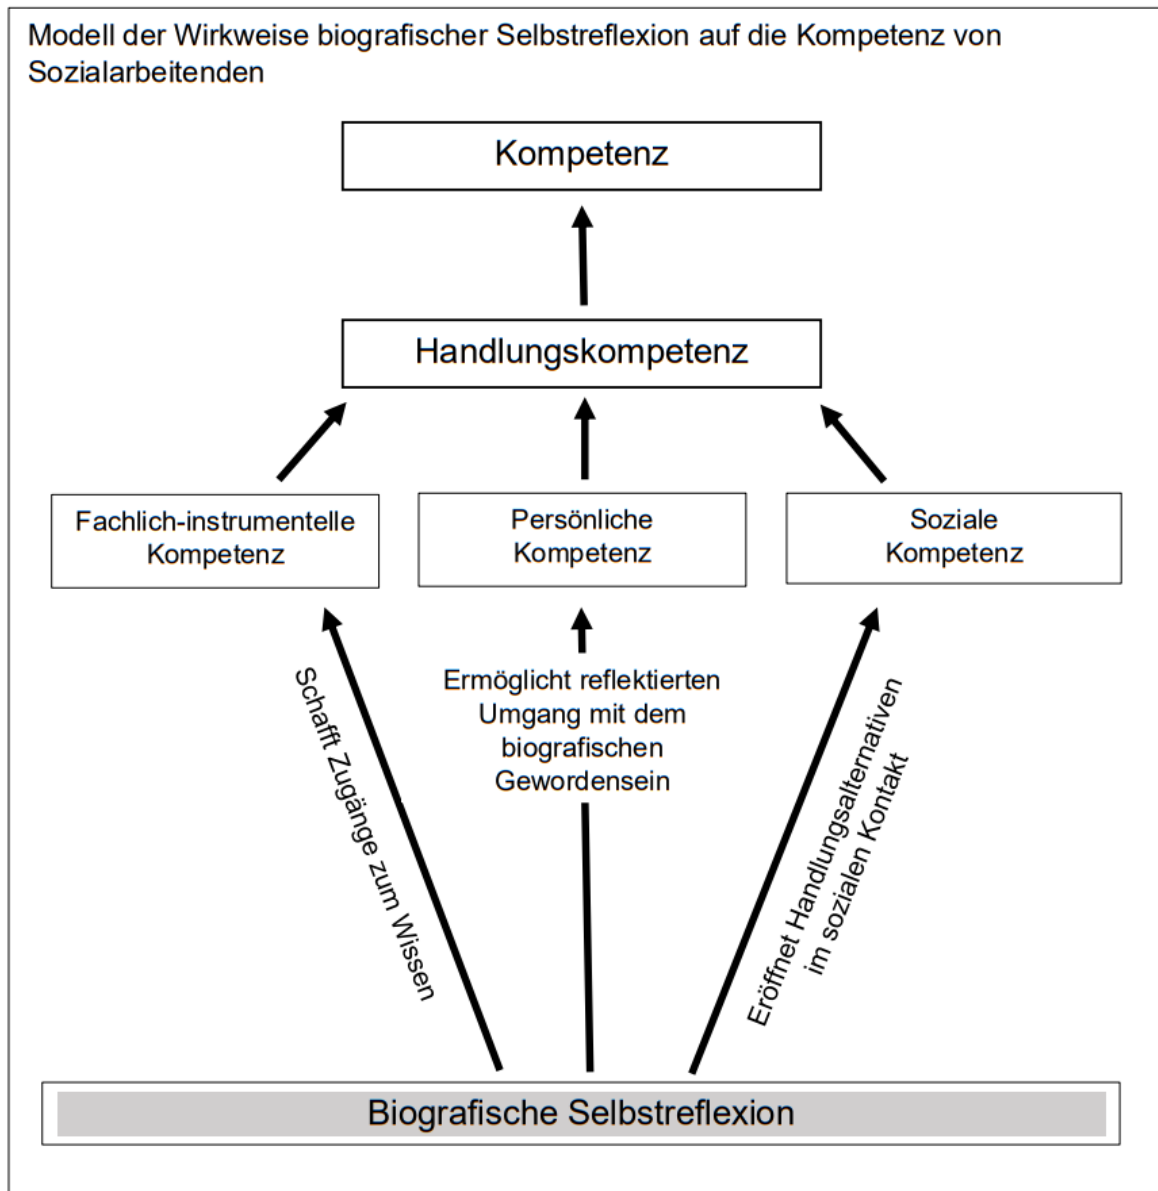 Modell der Wirkweise biografischer Selbstreflexion auf die Kompetenz von
Sozialarbeitenden
Kompetenz
Handlungskompetenz
Fachlich-instrumentelle
Kompetenz
Persönliche
Kompetenz
Soziale
Kompetenz
Schafft Zugänge zum Wissen
Ermöglicht reflektierten
Umgang mit dem
biografischen
Gewordensein
Eröffnet Handlungsalternativen
im sozialen Kontakt
Biografische Selbstreflexion